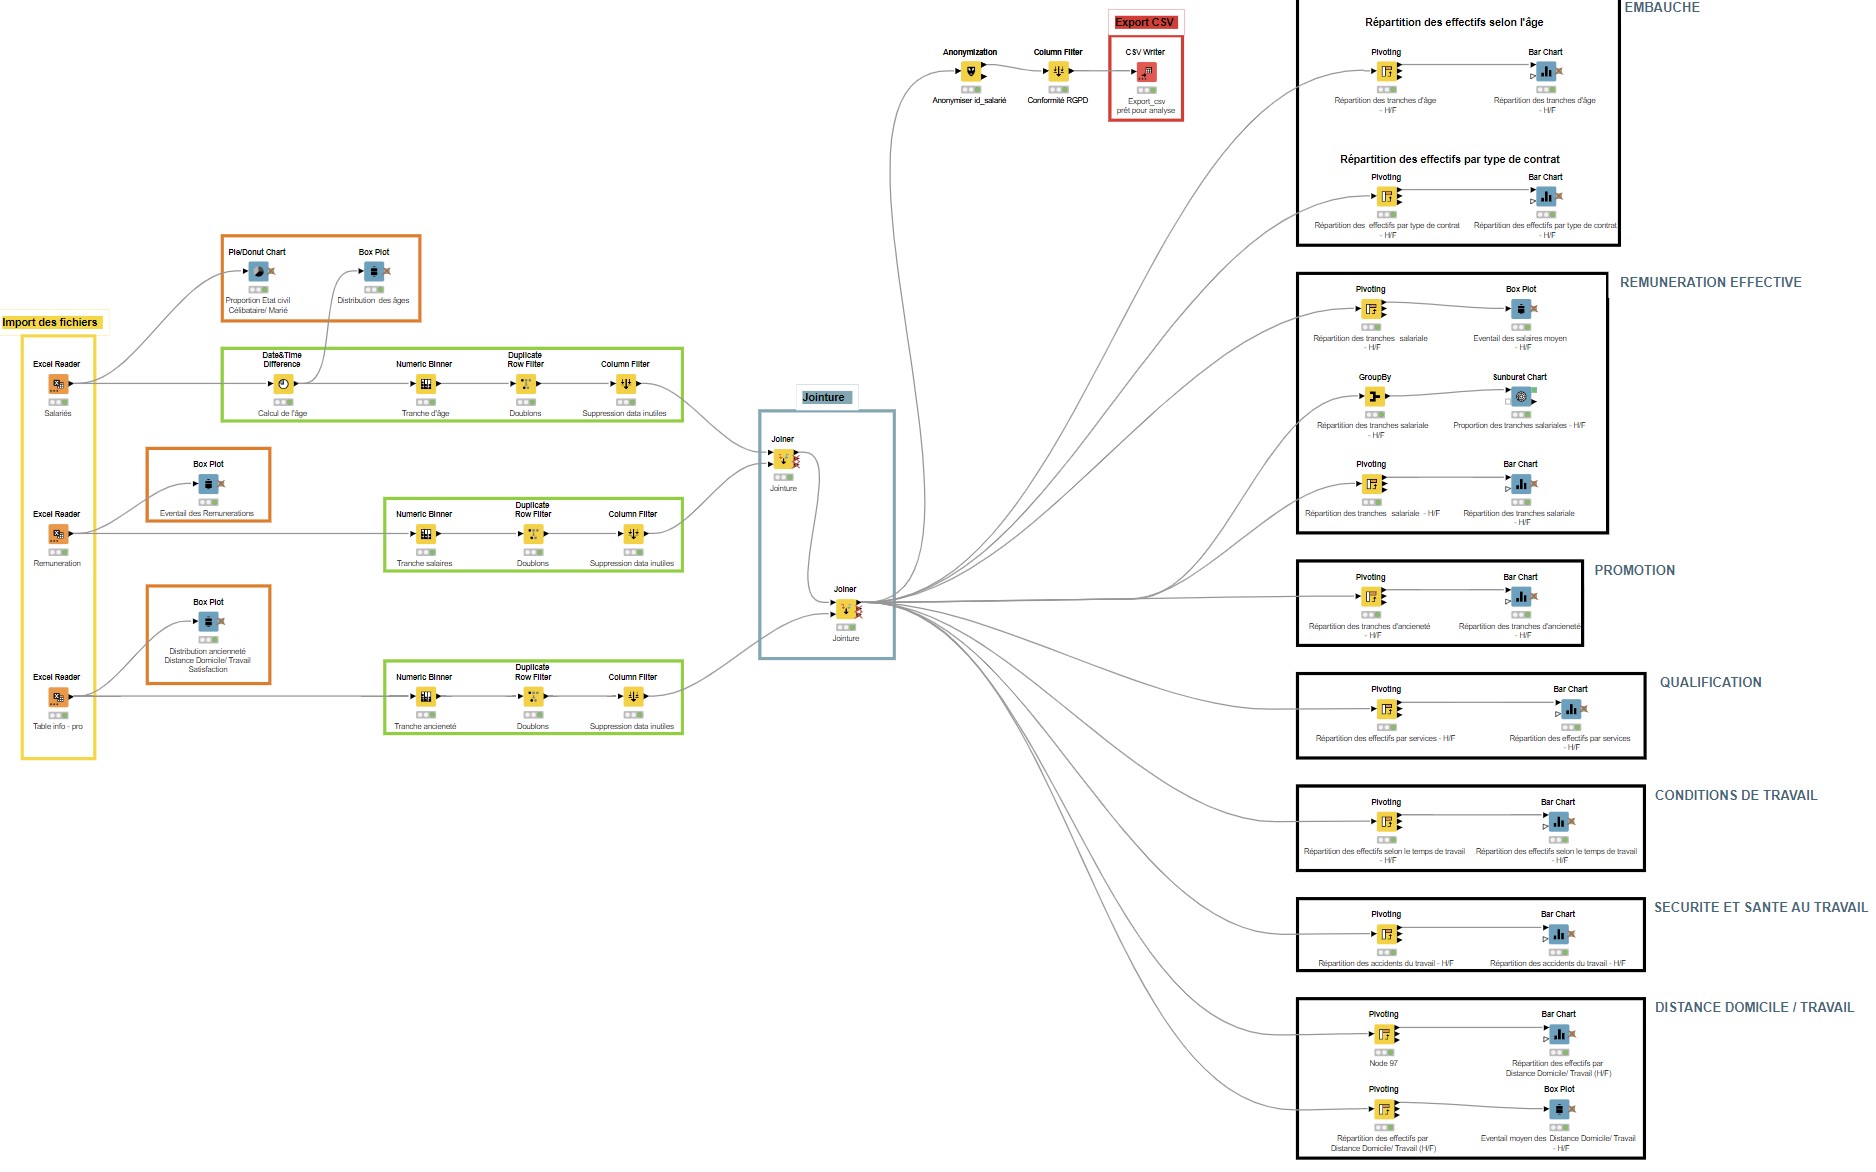 Import des fichiers
Excel Reader
Salariés
Excel Reader
Remuneration
Excel Reader
Table info - pro
Pie/Donut Chart
Proportion Etat civil
Célibataire/ Marié
Box Plot
Distribution des âges
Date&Time
Difference
Calcul de l'âge
Numeric Binner
Tranche d'âge
Duplicate
Row Filter
Doublons
Column Filter
Suppression data inutiles
Box Plot
Eventail des Remunerations
Numeric Binner
Tranche salaires
Duplicate
Row Filter
Doublons
Column Filter
Suppression data inutiles
Box Plot
Distribution ancienneté
Distance Domicile/ Travail
Satisfaction
Numeric Binner
Tranche ancieneté
Duplicate
Row Filter
Doublons
Column Filter
Suppression data inutiles
Jointure
Joiner
Jointure
Joiner
Jointure
Anonymization
Anonymiser id_salarié
Column Filter
Conformité RGPD
Export CSV
CSV Writer
Export_csv
prêt pour analyse
EMBAUCHE
Répartition des effectifs selon l'âge
Pivoting
Répartition des tranches d'âge
- H/F
Bar Chart
Répartition des tranches d'âge
- H/F
Répartition des effectifs par type de contrat
Pivoting
Répartition des effectifs par type de contrat
- H/F
Bar Chart
Répartition des effectifs par type de contrat
- H/F
REMUNERATION EFFECTIVE
Pivoting
Répartition des tranches salariale
- H/F
Box Plot
Eventail des salaires moyen
- H/F
GroupBy
Répartition des tranches salariale
- H/F
Sunburst Chart
Proportion des tranches salariales - H/F
Pivoting
Répartition des tranches salariale - H/F
Bar Chart
Répartition des tranches salariale
- H/F
PROMOTION
Pivoting
Répartition des tranches d'ancieneté
- H/F
Bar Chart
Répartition des tranches d'ancieneté
- H/F
QUALIFICATION
Pivoting
Répartition des effectifs par services - H/F
Bar Chart
Répartition des effectifs par services
- H/F
CONDITIONS DE TRAVAIL
Pivoting
Répartition des effectifs selon le temps de travail
- H/F
Bar Chart
Répartition des effectifs selon le temps de travail
- H/F
SECURITE ET SANTE AU TRAVAIL
Pivoting
Répartition des accidents du travail - H/F
Bar Chart
Répartition des accidents du travail - H/F
DISTANCE DOMICILE / TRAVAIL
Pivoting
Node 97
Bar Chart
Répartition des effectifs par
Distance Domicile/ Travail (H/F)
Pivoting
Répartition des effectifs par
Distance Domicile/ Travail (H/F)
Box Plot
Eventail moyen des Distance Domicile/ Travail
- H/F